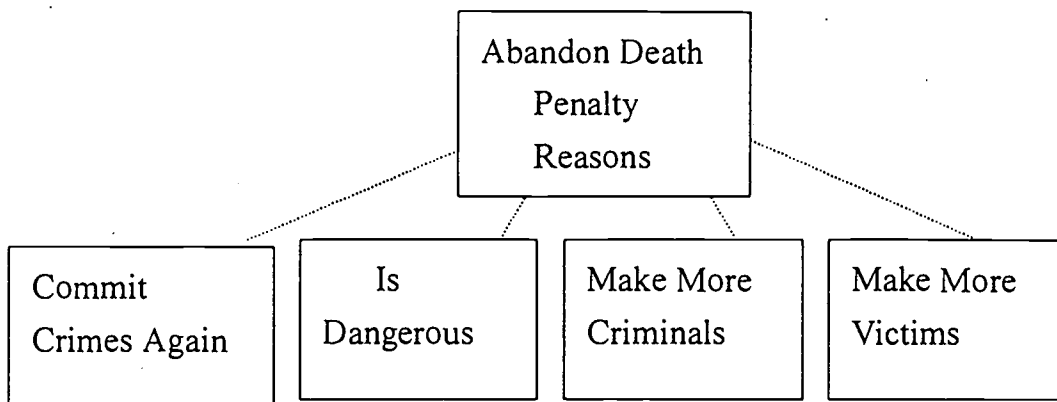 Abandon Death
Penalty
Reasons
Commit
Crimes Again
Is
Dangerous
Make More
Criminals
Make More
Victims